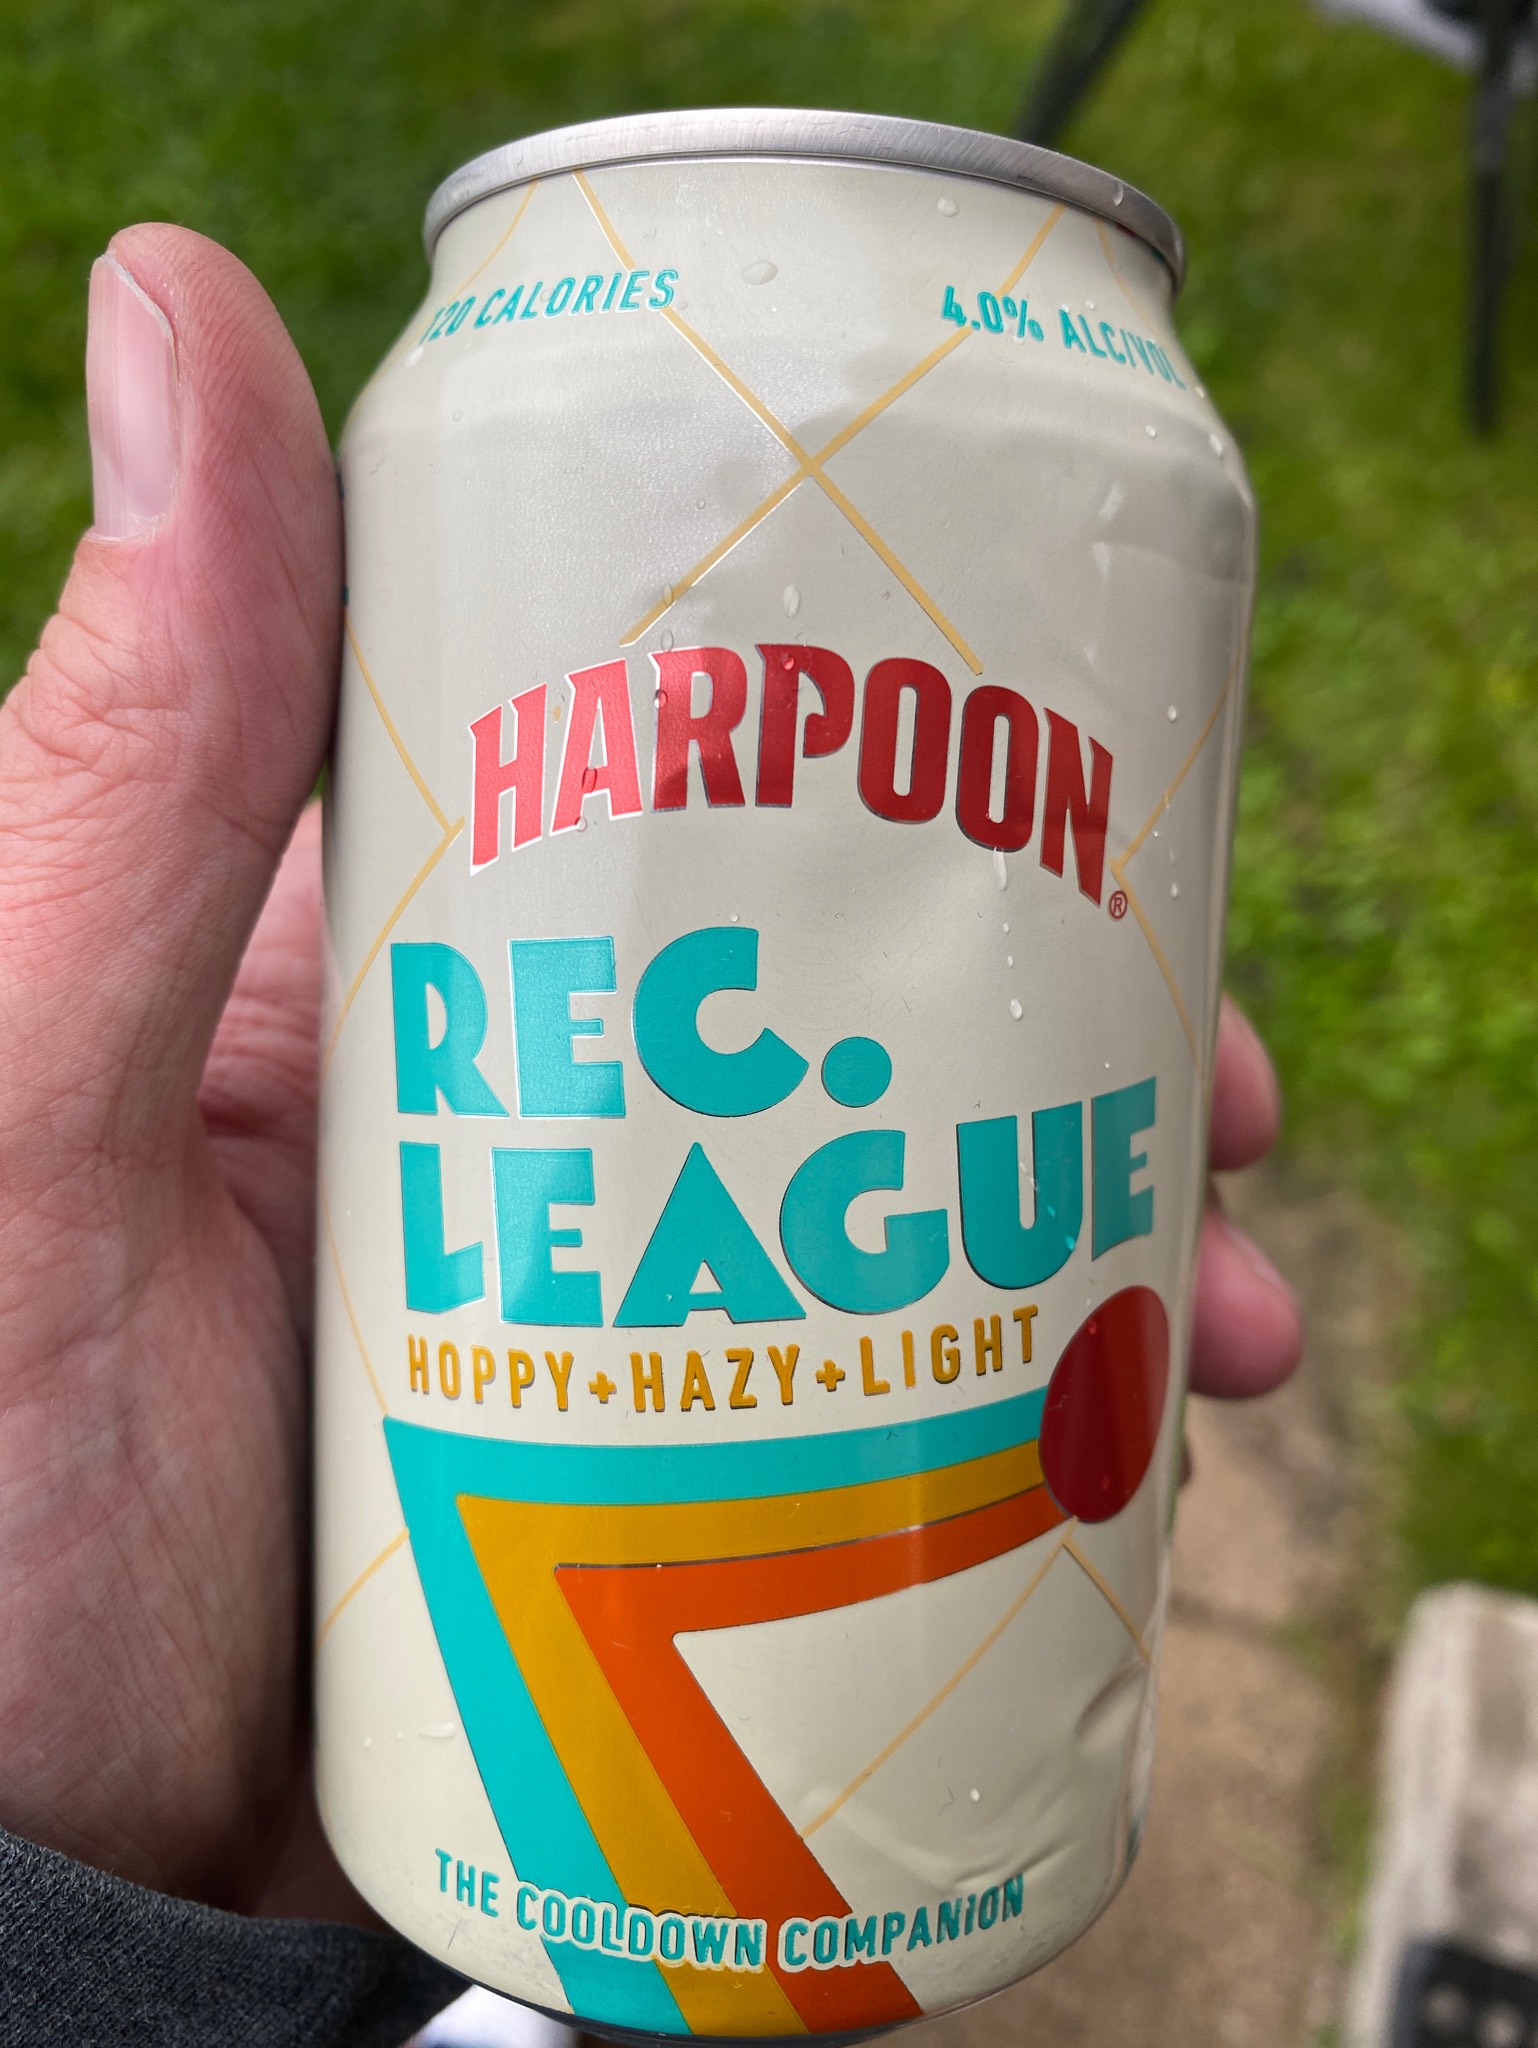 120 CALORIES
4.0% ALC/VOL
HARPOON®
REC.
LEAGUE
HOPPY+HAZY+LIGHT
THE COOLDOWN COMPANION